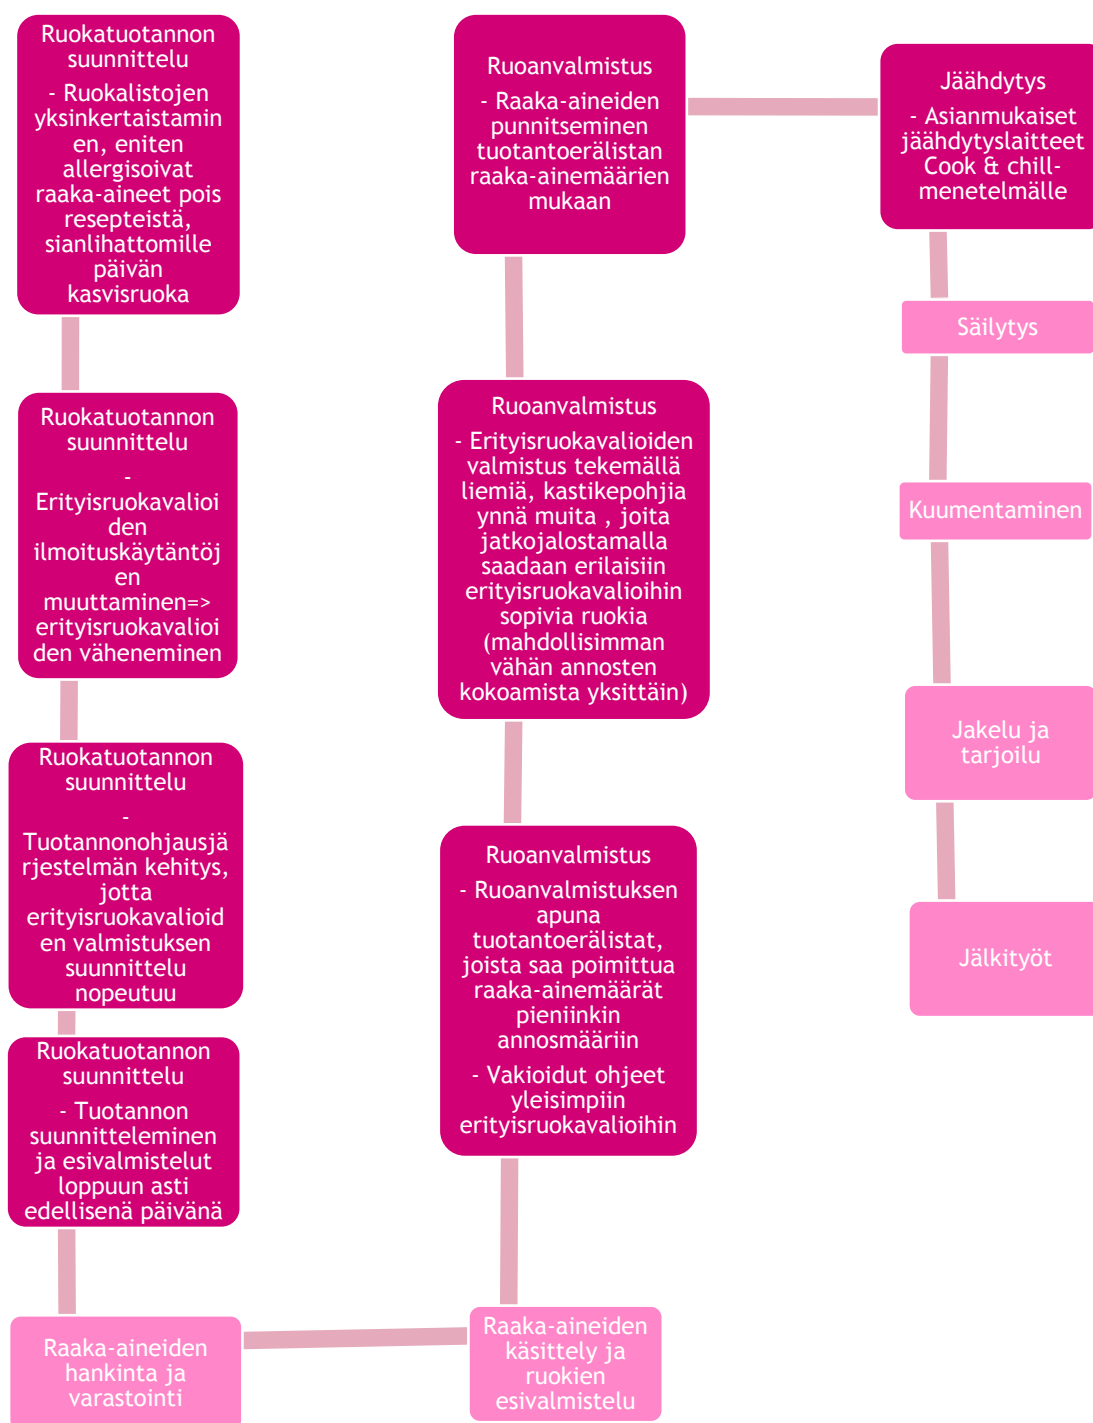 Ruokatuotannon
suunnittelu
- Ruokalistojen
yksinkertaistamin
en, eniten
allergisoivat
raaka-aineet pois
resepteistä,
sianlihattomille
päivän
kasvisruoka
Ruokatuotannon
suunnittelu
-
Erityisruokavalioi
den
ilmoituskäytäntöj
en
muuttaminen=>
erityisruokavalioi
den väheneminen
Ruokatuotannon
suunnittelu
-
Tuotannonohjausjä
rjestelmän kehitys,
jotta
erityisruokavalioid
en valmistuksen
suunnittelu
nopeutuu
Ruokatuotannon
suunnittelu
- Tuotannon
suunnitteleminen
ja esivalmistelut
loppuun asti
edellisenä päivänä
Raaka-aineiden
hankinta ja
varastointi
Raaka-aineiden
käsittely ja
ruokien
esivalmistelu
Ruoanvalmistus
- Ruoanvalmistuksen
apuna
tuotantoerälistat,
joista saa poimittua
raaka-ainemäärät
pieniinkin
annosmääriin
- Vakioidut ohjeet
yleisimpiin
erityisruokavalioihin
Ruoanvalmistus
- Erityisruokavalioiden
valmistus tekemällä
liemiä, kastikepohjia
ynnä muita , joita
jatkojalostamalla
saadaan erilaisiin
erityisruokavalioihin
sopivia ruokia
(mahdollisimman
vähän annosten
kokoamista yksittäin)
Ruoanvalmistus
- Raaka-aineiden
punnitseminen
tuotantoerälistan
raaka-ainemäärien
mukaan
Jäähdytys
- Asianmukaiset
jäähdytyslaitteet
Cook & chill-
menetelmälle
Säilytys
Kuumentaminen
Jakelu ja
tarjoilu
Jälkityöt